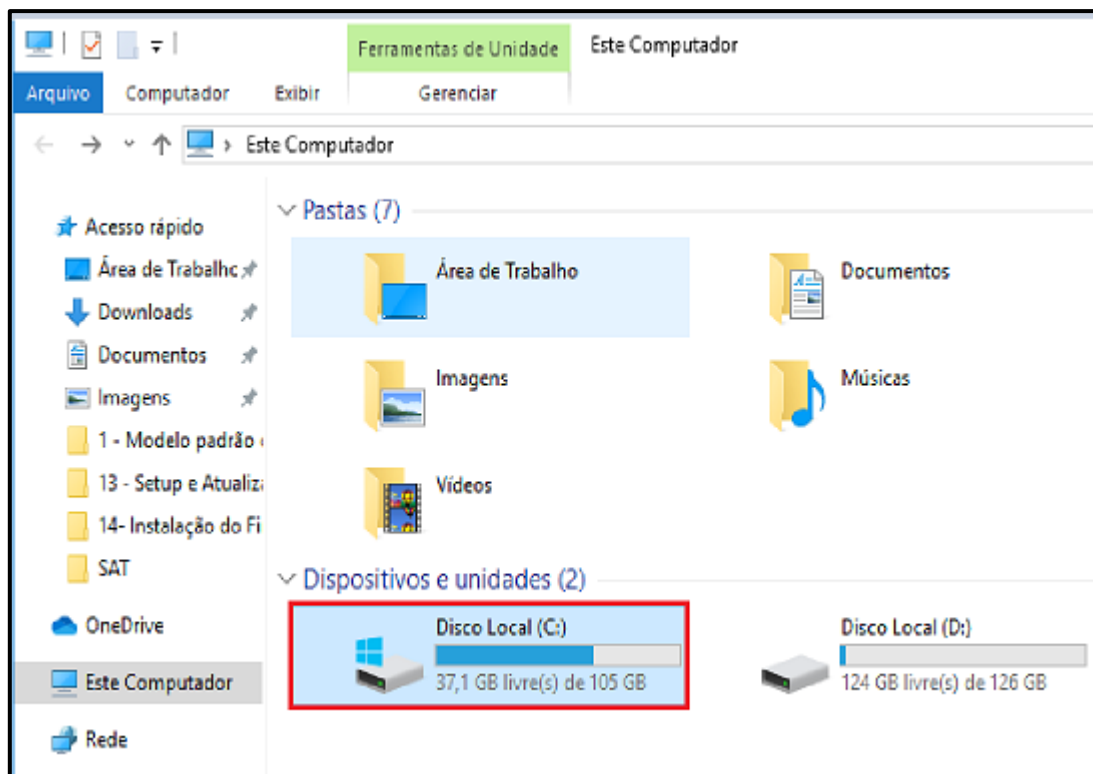 Ferramentas de Unidade
Este Computador
Arquivo
Computador
Exibir
Gerenciar
Este Computador
Acesso rápido
Área de Trabalho
Downloads
Documentos
Imagens
1 - Modelo padrão
13 - Setup e Atualiz
14- Instalação do Fi
SAT
OneDrive
Este Computador
Rede
Pastas (7)
Área de Trabalho
Documentos
Imagens
Músicas
Vídeos
Dispositivos e unidades (2)
Disco Local (C:)
37,1 GB livre(s) de 105 GB
Disco Local (D:)
124 GB livre(s) de 126 GB